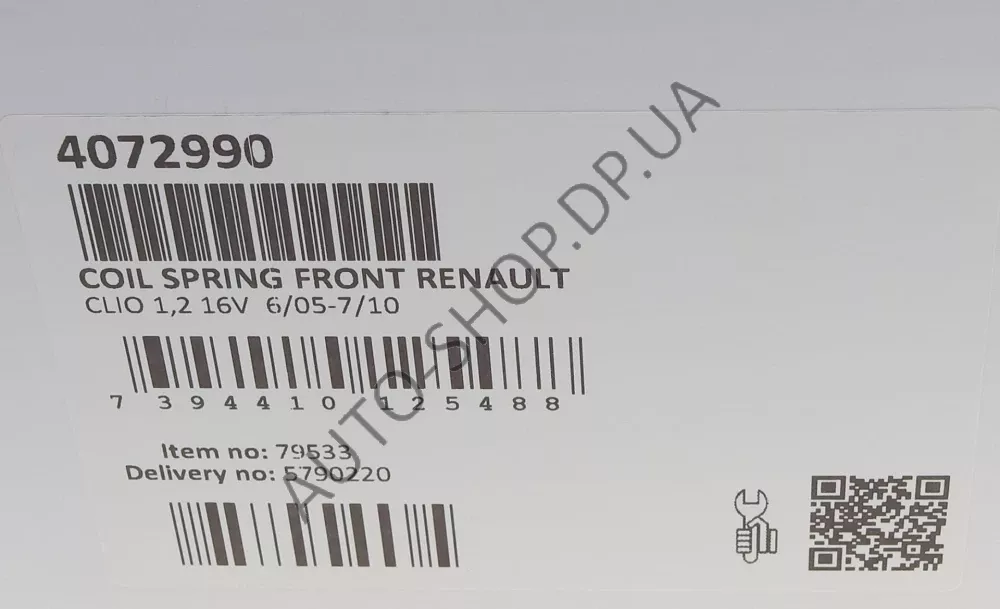 4072990
COIL SPRING FRONT RENAULT
CLIO 1,2 16V 6/05-7/10
7 394410 125488
Item no: 79533
Delivery no: 5790220
AUTO-SHOP.DP.UA